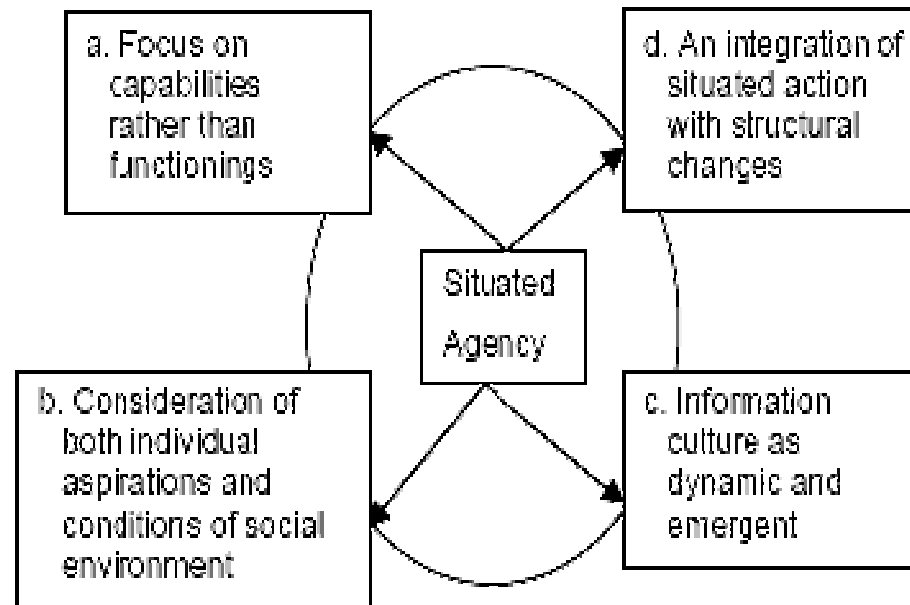 a. Focus on
capabilities
rather than
functionings
d. An integration of
situated action
with structural
changes
Situated
Agency
b. Consideration of
both individual
aspirations and
conditions of social
environment
c. Information
culture as
dynamic and
emergent